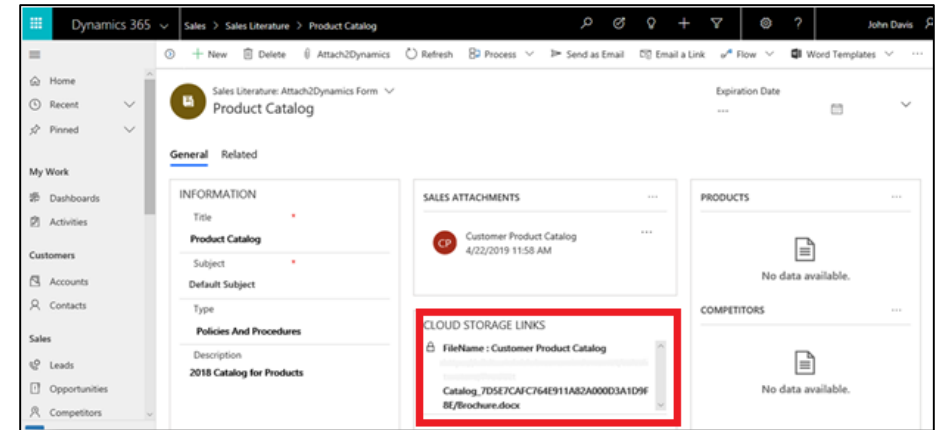 Dynamics 365
Sales > Sales Literature > Product Catalog
John Davis
New
Delete
Attach2Dynamics
Refresh
Process
Send as Email
Email a Link
Flow
Word Templates
Home
Recent
Pinned
My Work
Dashboards
Activities
Customers
Accounts
Contacts
Sales
Leads
Opportunities
Competitors
Sales Literature: Attach2Dynamics Form
Product Catalog
Expiration Date
---
General Related
INFORMATION
Title *
Product Catalog
Subject *
Default Subject
Type
Policies And Procedures
Description
2018 Catalog for Products
SALES ATTACHMENTS
CP
Customer Product Catalog
4/22/2019 11:58 AM
CLOUD STORAGE LINKS
FileName : Customer Product Catalog
Catalog_7D5E7CAFC764E911A82A000D3A1D9F
8E/Brochure.docx
PRODUCTS
No data available.
COMPETITORS
No data available.